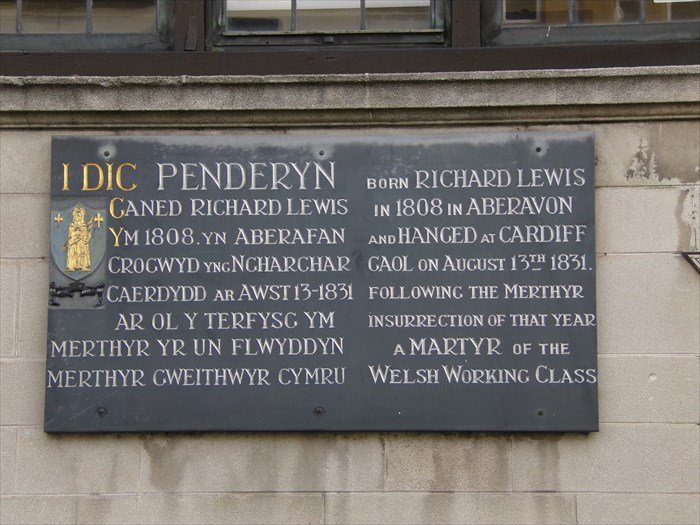 I DIC PENDERYN
GANED RICHARD LEWIS
YM 1808. YN ABERAFAN
CROGWYD YNG NGHARCHAR
CAERDYDD AR AWST 13-1831
AR OL Y TERFYSG YM
MERTHYR YR UN FLWYDDYN
MERTHYR GWEITHWYR CYMRU
BORN RICHARD LEWIS
IN 1808 IN ABERAVON
AND HANGED AT CARDIFF
GAOL ON AUGUST 13TH 1831.
FOLLOWING THE MERTHYR
INSURRECTION OF THAT YEAR
A MARTYR OF THE
WELSH WORKING CLASS